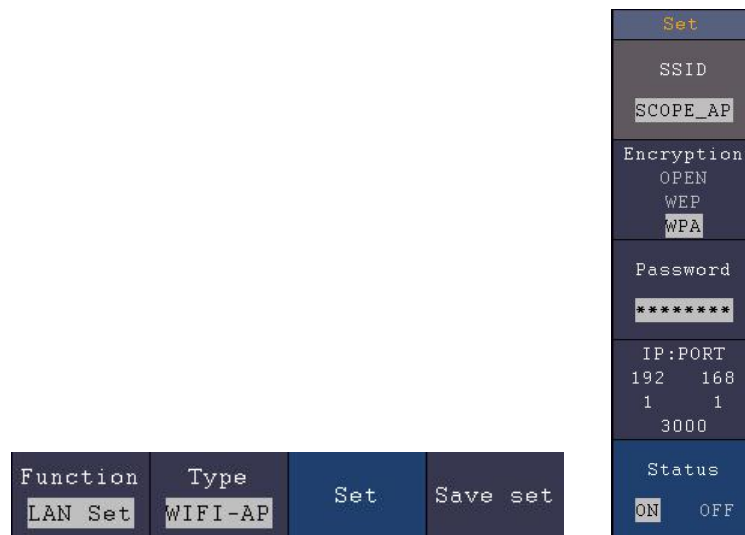 Set
SSID
SCOPE_AP
Encryption
OPEN
WEP
WPA
Password
********
IP:PORT
192 168
1 1
3000
Status
ON OFF
Function Type
LAN Set WIFI-AP Set Save set